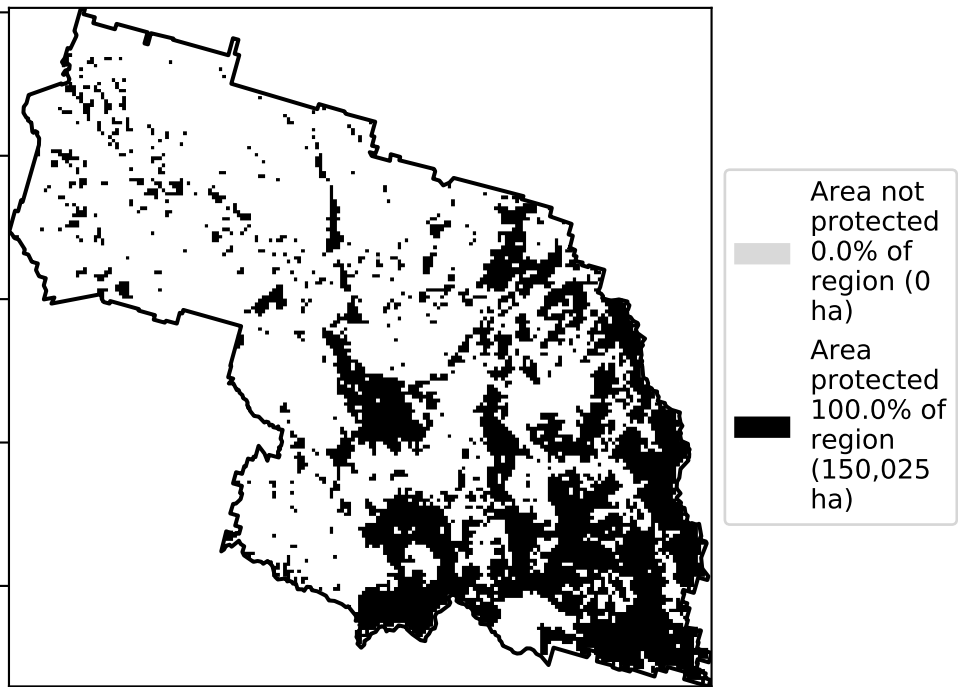 Area not
protected
0.0% of
region (0
ha)
Area
protected
100.0% of
region
(150,025
ha)